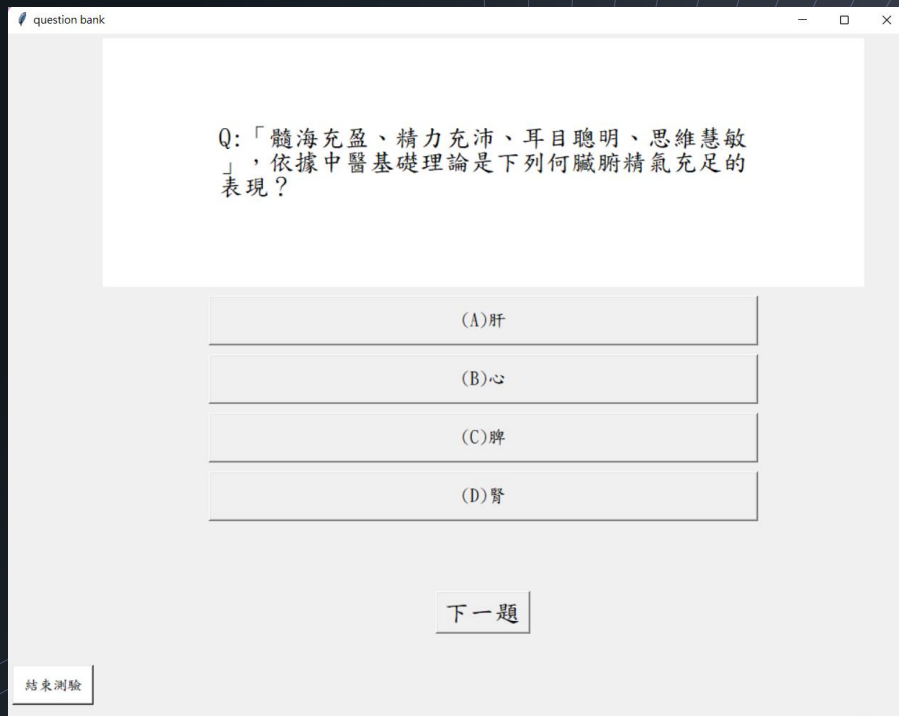 question bank
Q:「髓海充盈、精力充沛、耳目聰明、思維慧敏
」，依據中醫基礎理論是下列何臟腑精氣充足的
表現？
(A)肝
(B)心
(C)脾
(D)腎
下一題
結束測驗